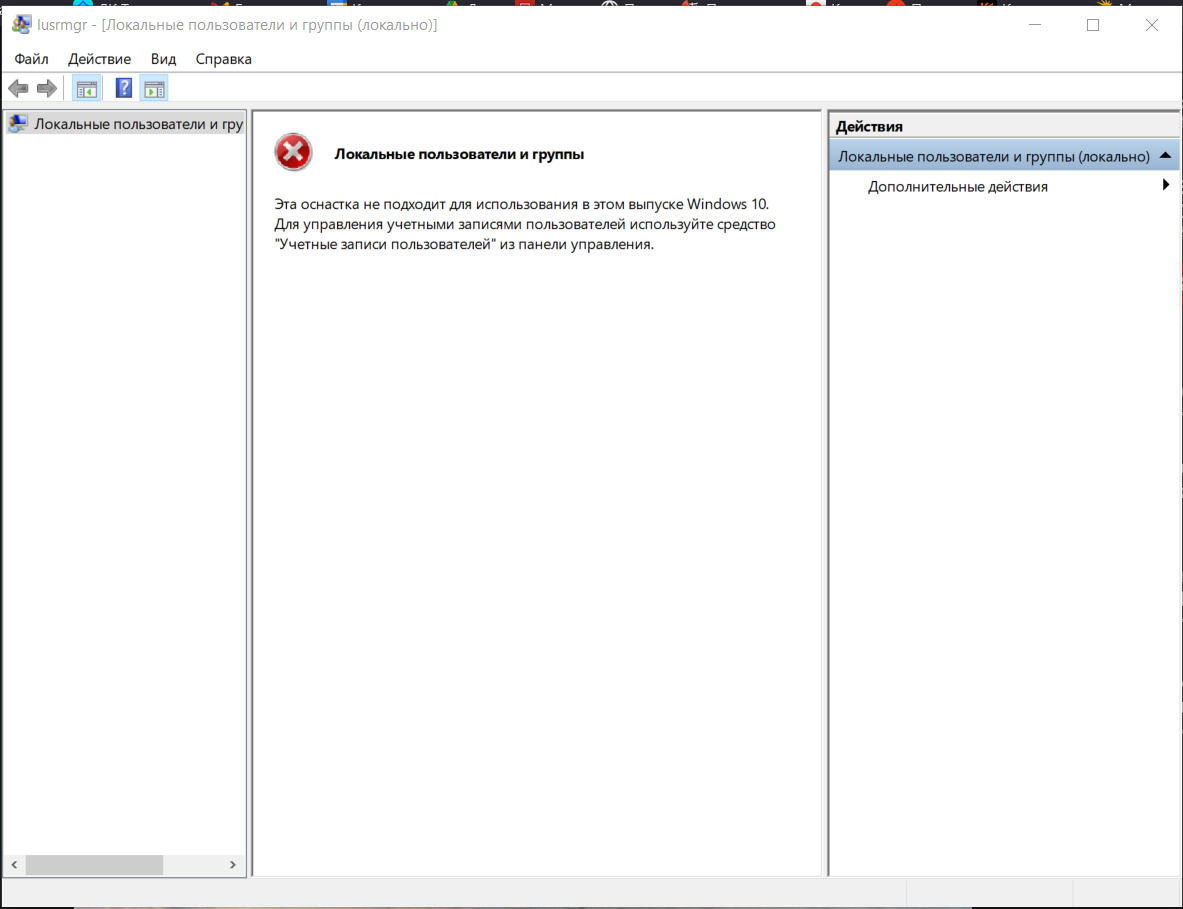 lusrmgr - [Локальные пользователи и группы (локально)]
Файл Действие Вид Справка
Локальные пользователи и гру
Локальные пользователи и группы
Эта оснастка не подходит для использования в этом выпуске Windows 10.
Для управления учетными записями пользователей используйте средство
"Учетные записи пользователей" из панели управления.
Действия
Локальные пользователи и группы (локально)
Дополнительные действия